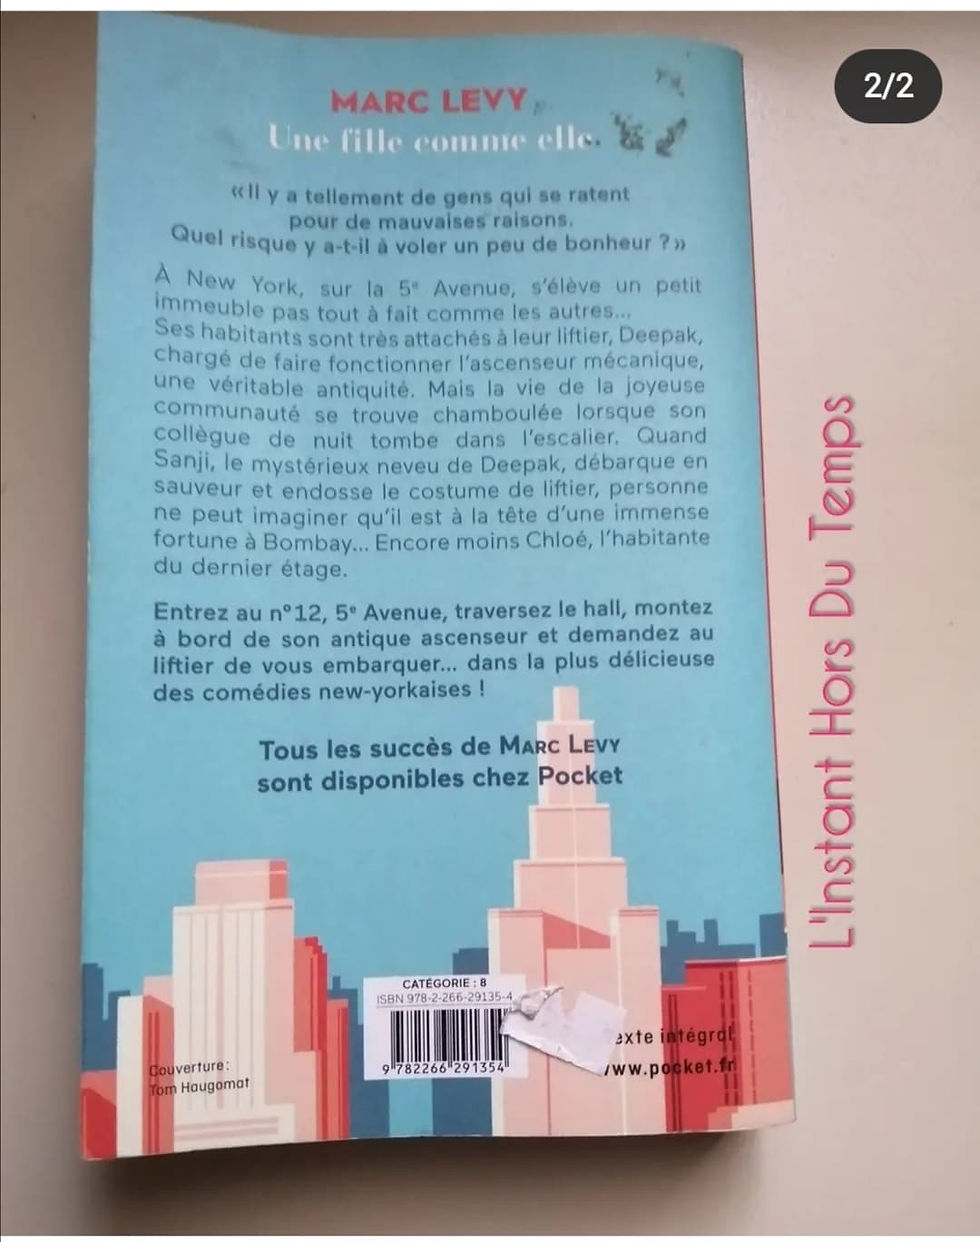 2/2
MARC LEVY
Une fille comme elle.
«Il y a tellement de gens qui se ratent
pour de mauvaises raisons.
Quel risque y a-t-il à voler un peu de bonheur ?»
À New York, sur la 5e Avenue, s'élève un petit
immeuble pas tout à fait comme les autres...
Ses habitants sont très attachés à leur liftier, Deepak,
chargé de faire fonctionner l'ascenseur mécanique,
une véritable antiquité. Mais la vie de la joyeuse
communauté se trouve chamboulée lorsque son
collègue de nuit tombe dans l'escalier. Quand
Sanji, le mystérieux neveu de Deepak, débarque en
sauveur et endosse le costume de liftier, personne
ne peut imaginer qu'il est à la tête d'une immense
fortune à Bombay... Encore moins Chloé, l'habitante
du dernier étage.
Entrez au n°12, 5e Avenue, traversez le hall, montez
à bord de son antique ascenseur et demandez au
liftier de vous embarquer... dans la plus délicieuse
des comédies new-yorkaises !
Tous les succès de MARC LEVY
sont disponibles chez Pocket
CATÉGORIE : 8
ISBN 978-2-266-29135-4
9 782266 291354
exte intégral
ww.pocket.fr
Couverture:
Tom Haugomat
L'Instant Hors Du Temps